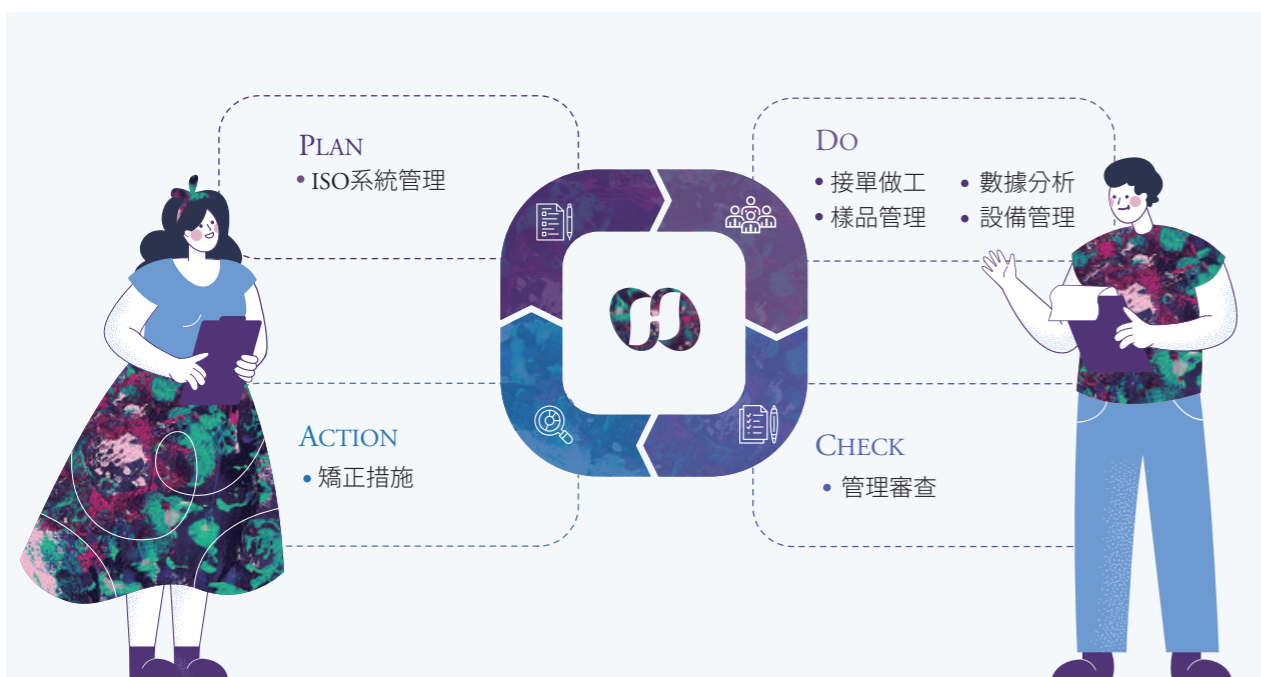 PLAN
• ISO系統管理
DO
• 接單做工 • 數據分析
• 樣品管理 • 設備管理
ACTION
• 矯正措施
CHECK
• 管理審查